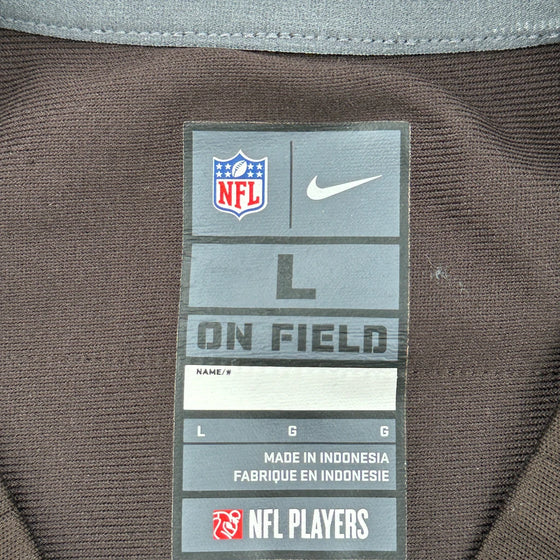 NFL
L
ON FIELD
NAME/#
L G G
MADE IN INDONESIA
FABRIQUE EN INDONESIE
NFL PLAYERS